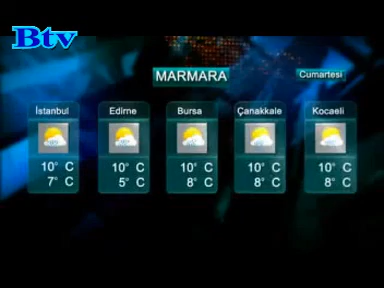 Btv
MARMARA
Cumartesi
İstanbul
10° C
7° C
Edirne
10° C
5° C
Bursa
10° C
8° C
Çanakkale
10° C
8° C
Kocaeli
10° C
8° C